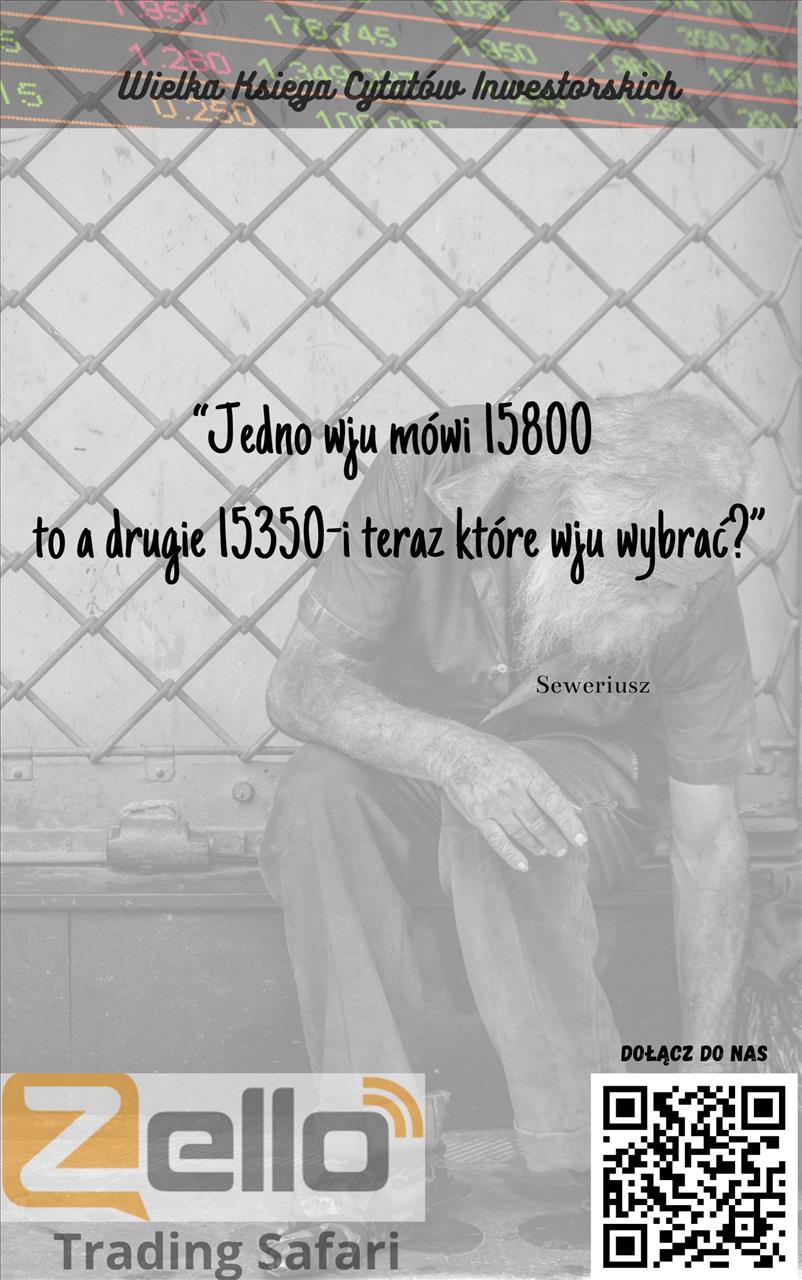 Wielka Księga Cytatów Inwestorskich
“Jedno wju mówi 15800
to a drugie 15350-i teraz które wju wybrać?”
Seweriusz
DOŁĄCZ DO NAS
Zello
Trading Safari